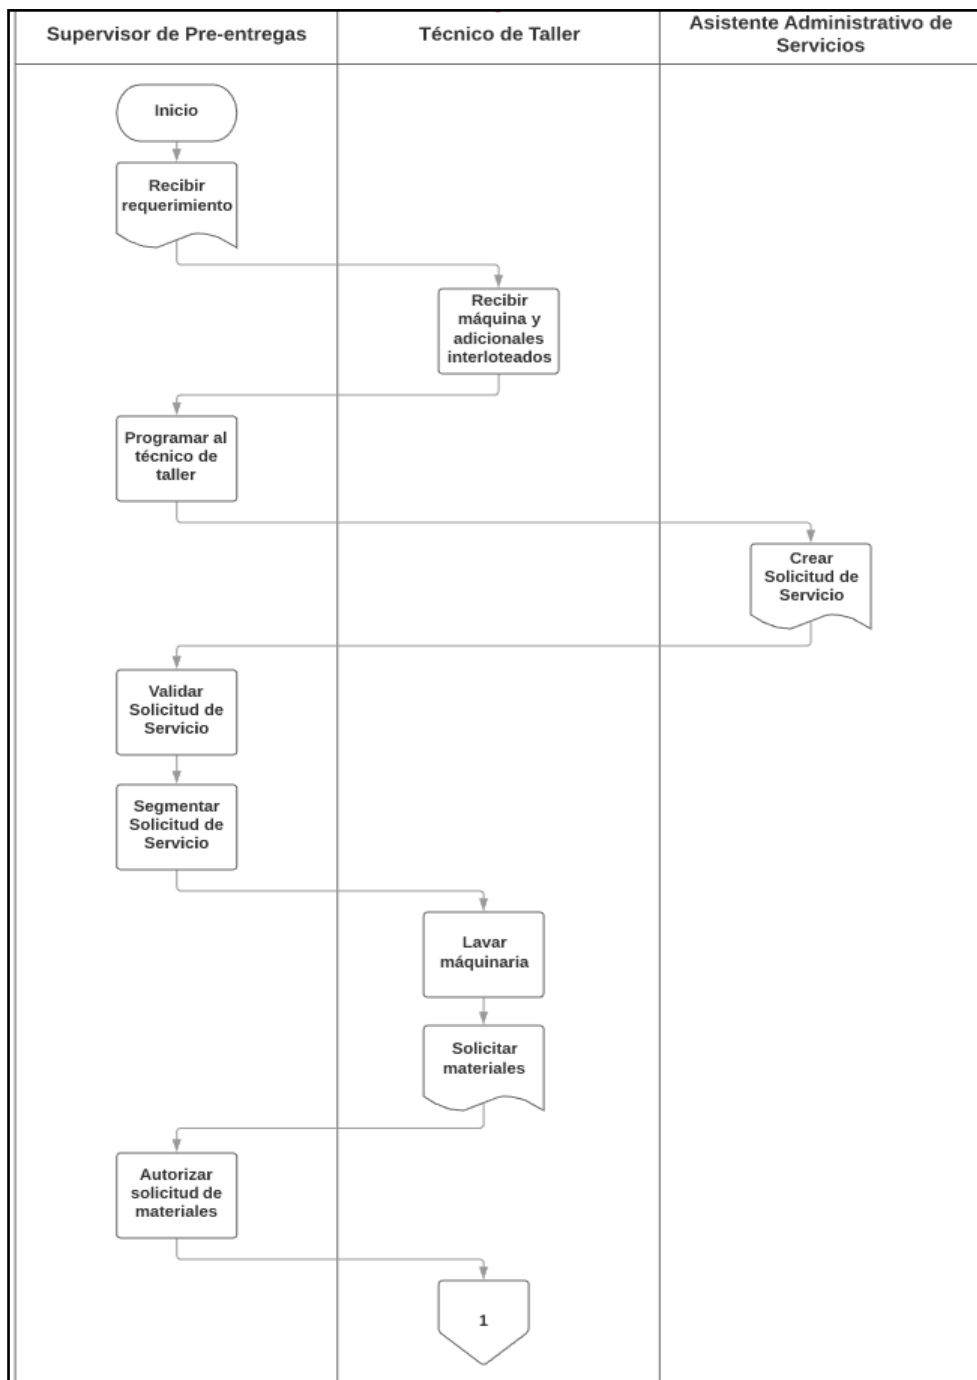 Supervisor de Pre-entregas
Técnico de Taller
Asistente Administrativo de
Servicios
Inicio
Recibir
requerimiento
Recibir
máquina y
adicionales
interloteados
Programar al
técnico de
taller
Crear
Solicitud de
Servicio
Validar
Solicitud de
Servicio
Segmentar
Solicitud de
Servicio
Lavar
máquinaria
Solicitar
materiales
Autorizar
solicitud de
materiales
1